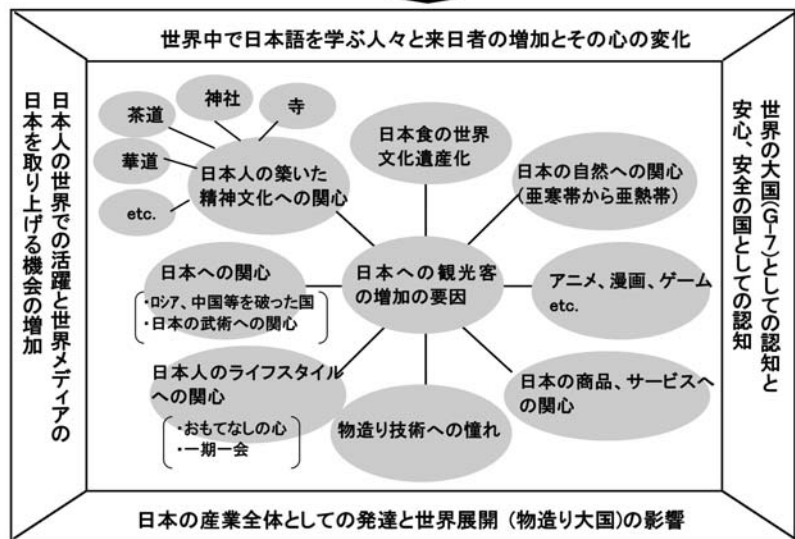 世界中で日本語を学ぶ人々と来日者の増加とその心の変化
日本人の世界での活躍と世界メディアの
日本を取り上げる機会の増加
世界の大国(G-7)としての認知と
安心、安全の国としての認知
茶道
神社
寺
華道
etc.
日本人の築いた
精神文化への関心
日本食の世界
文化遺産化
日本の自然への関心
(亜寒帯から亜熱帯)
日本への関心
・ロシア、中国等を破った国
・日本の武術への関心
日本への観光客
の増加の要因
アニメ、漫画、ゲーム
etc.
日本人のライフスタイル
への関心
・おもてなしの心
・一期一会
物造り技術への憧れ
日本の商品、サービスへ
の関心
日本の産業全体としての発達と世界展開 (物造り大国)の影響